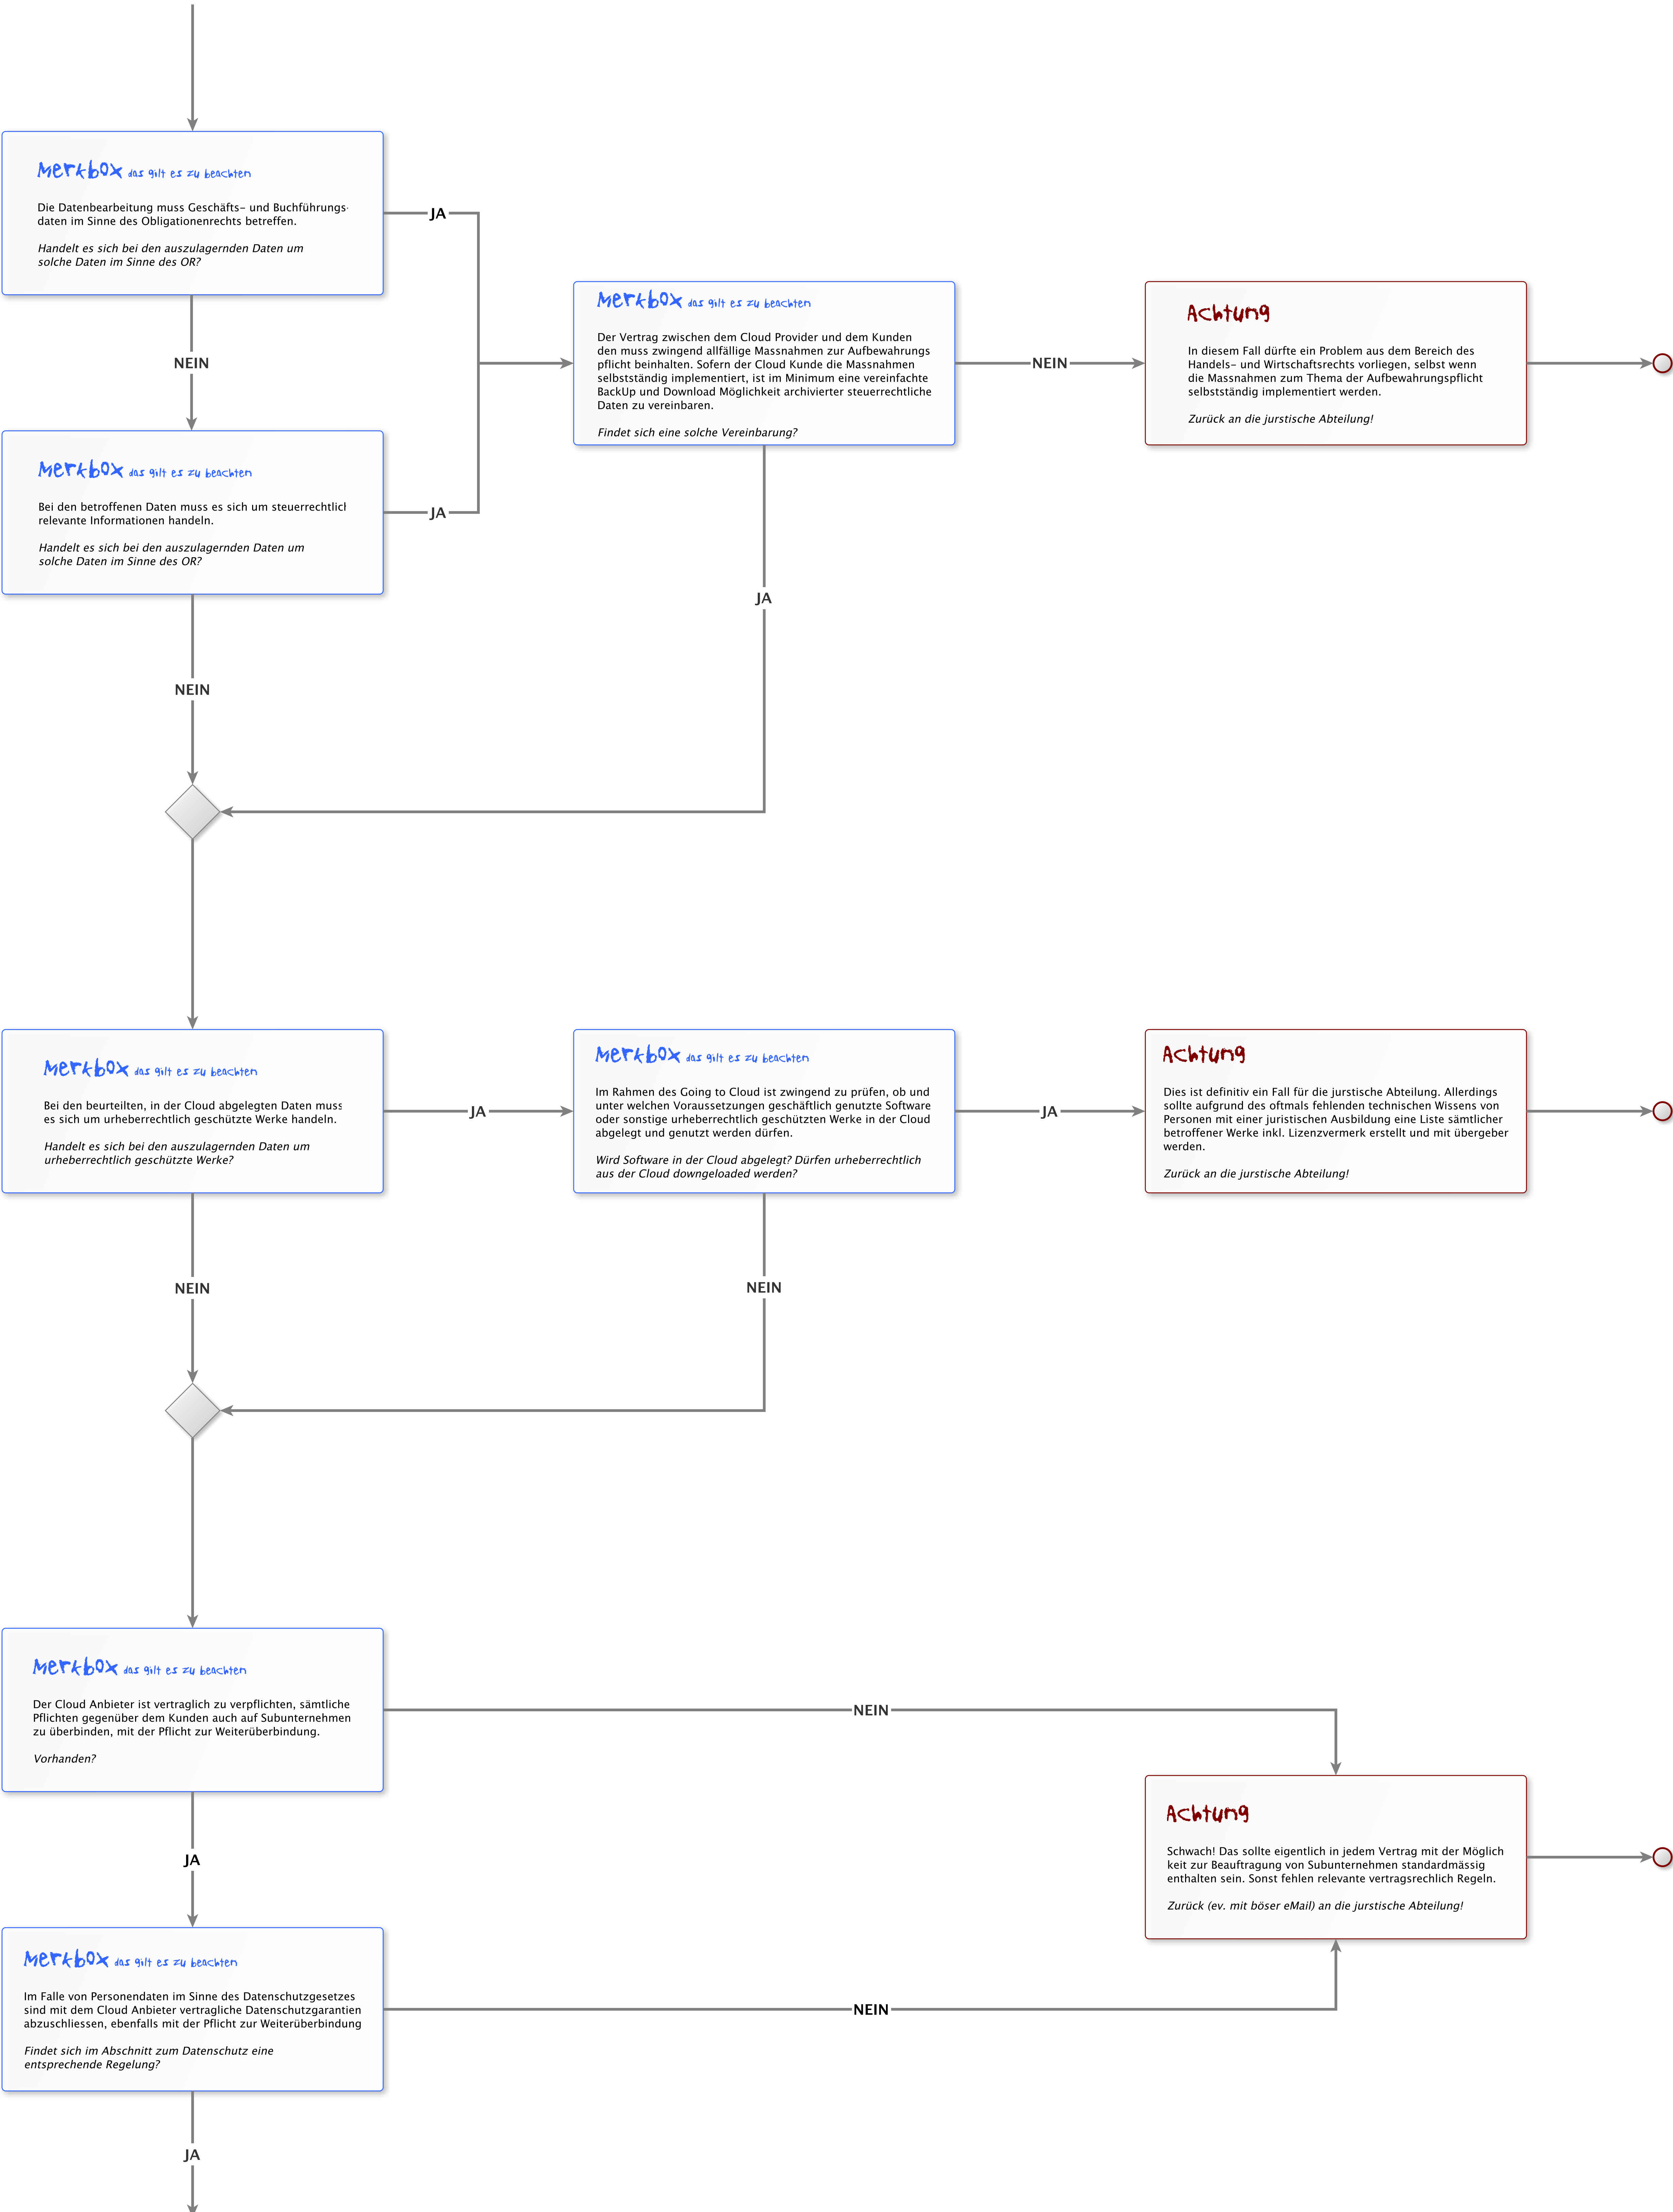 Merkbox das gilt es zu beachten
Die Datenbearbeitung muss Geschäfts- und Buchführungs-
daten im Sinne des Obligationenrechts betreffen.
Handelt es sich bei den auszulagernden Daten um
solche Daten im Sinne des OR?
JA
NEIN
Merkbox das gilt es zu beachten
Der Vertrag zwischen dem Cloud Provider und dem Kunden
den muss zwingend allfällige Massnahmen zur Aufbewahrungs
pflicht beinhalten. Sofern der Cloud Kunde die Massnahmen
selbstständig implementiert, ist im Minimum eine vereinfachte
BackUp und Download Möglichkeit archivierter steuerrechtliche
Daten zu vereinbaren.
Findet sich eine solche Vereinbarung?
NEIN
Achtung
In diesem Fall dürfte ein Problem aus dem Bereich des
Handels- und Wirtschaftsrechts vorliegen, selbst wenn
die Massnahmen zum Thema der Aufbewahrungspflicht
selbstständig implementiert werden.
Zurück an die jurstische Abteilung!
Merkbox das gilt es zu beachten
Bei den betroffenen Daten muss es sich um steuerrechtlich
relevante Informationen handeln.
Handelt es sich bei den auszulagernden Daten um
solche Daten im Sinne des OR?
JA
JA
NEIN
Merkbox das gilt es zu beachten
Bei den beurteilten, in der Cloud abgelegten Daten muss
es sich um urheberrechtlich geschützte Werke handeln.
Handelt es sich bei den auszulagernden Daten um
urheberrechtlich geschützte Werke?
JA
Merkbox das gilt es zu beachten
Im Rahmen des Going to Cloud ist zwingend zu prüfen, ob und
unter welchen Voraussetzungen geschäftlich genutzte Software
oder sonstige urheberrechtlich geschützten Werke in der Cloud
abgelegt und genutzt werden dürfen.
Wird Software in der Cloud abgelegt? Dürfen urheberrechtlich
aus der Cloud downgeloaded werden?
JA
Achtung
Dies ist definitiv ein Fall für die jurstische Abteilung. Allerdings
sollte aufgrund des oftmals fehlenden technischen Wissens von
Personen mit einer juristischen Ausbildung eine Liste sämtlicher
betroffener Werke inkl. Lizenzvermerk erstellt und mit übergeber
werden.
Zurück an die jurstische Abteilung!
NEIN
NEIN
Merkbox das gilt es zu beachten
Der Cloud Anbieter ist vertraglich zu verpflichten, sämtliche
Pflichten gegenüber dem Kunden auch auf Subunternehmen
zu überbinden, mit der Pflicht zur Weiterüberbindung.
Vorhanden?
NEIN
JA
Achtung
Schwach! Das sollte eigentlich in jedem Vertrag mit der Möglich
keit zur Beauftragung von Subunternehmen standardmässig
enthalten sein. Sonst fehlen relevante vertragsrechlich Regeln.
Zurück (ev. mit böser eMail) an die jurstische Abteilung!
Merkbox das gilt es zu beachten
Im Falle von Personendaten im Sinne des Datenschutzgesetzes
sind mit dem Cloud Anbieter vertragliche Datenschutzgarantien
abzuschliessen, ebenfalls mit der Pflicht zur Weiterüberbindung
Findet sich im Abschnitt zum Datenschutz eine
entsprechende Regelung?
NEIN
JA